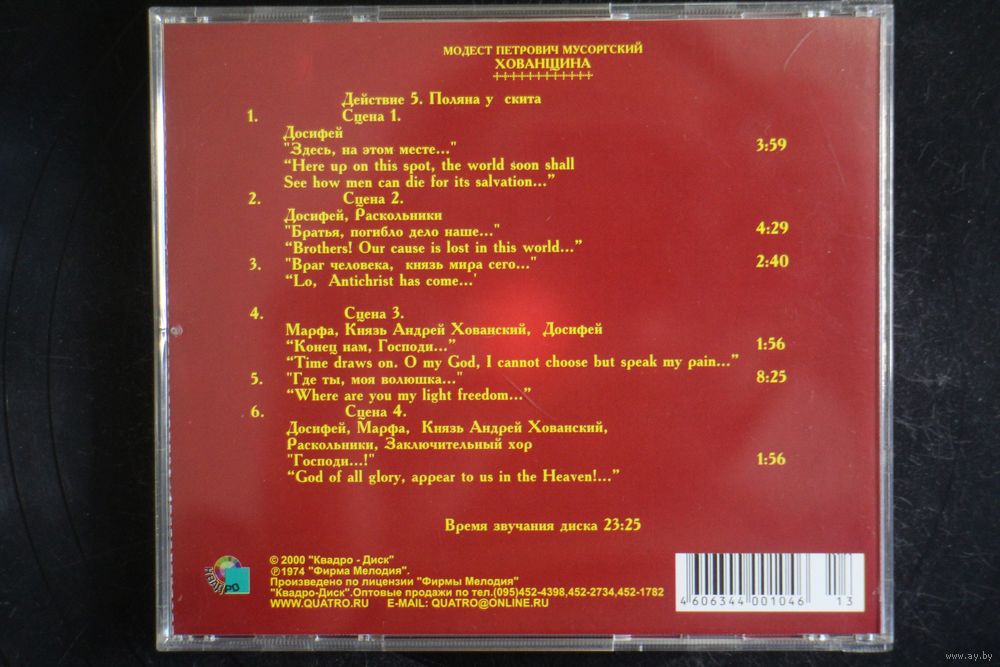 МОДЕСТ ПЕТРОВИЧ МУСОРГСКИЙ
ХОВАНЩИНА
Действие 5. Поляна у скита
1. Сцена 1.
Досифей
"Здесь, на этом месте..." 3:59
“Here up on this spot, the world soon shall
See how men can die for its salvation...”
2. Сцена 2.
Досифей, Раскольники
"Братья, погибло дело наше..." 4:29
“Brothers! Our cause is lost in this world...”
3. "Враг человека, князь мира сего..." 2:40
“Lo, Antichrist has come...'
4. Сцена 3.
Марфа, Князь Андрей Хованский, Досифей
“Конец нам, Господи...” 1:56
“Time draws on. O my God, I cannot choose but speak my pain...”
5. "Где ты, моя волюшка..." 8:25
“Where are you my light freedom...”
6. Сцена 4.
Досифей, Марфа, Князь Андрей Хованский,
Раскольники, Заключительный хор
"Господи...!" 1:56
“God of all glory, appear to us in the Heaven!...”
Время звучания диска 23:25
КВАДРО
© 2000 "Квадро - Диск"
℗1974 "Фирма Мелодия".
Произведено по лицензии "Фирмы Мелодия"
"Квадро-Диск".Оптовые продажи по тел.(095)452-4398,452-2734,452-1782
WWW.QUATRO.RU E-MAIL: QUATRO@ONLINE.RU
4 606344 001046 13
www.ay.by